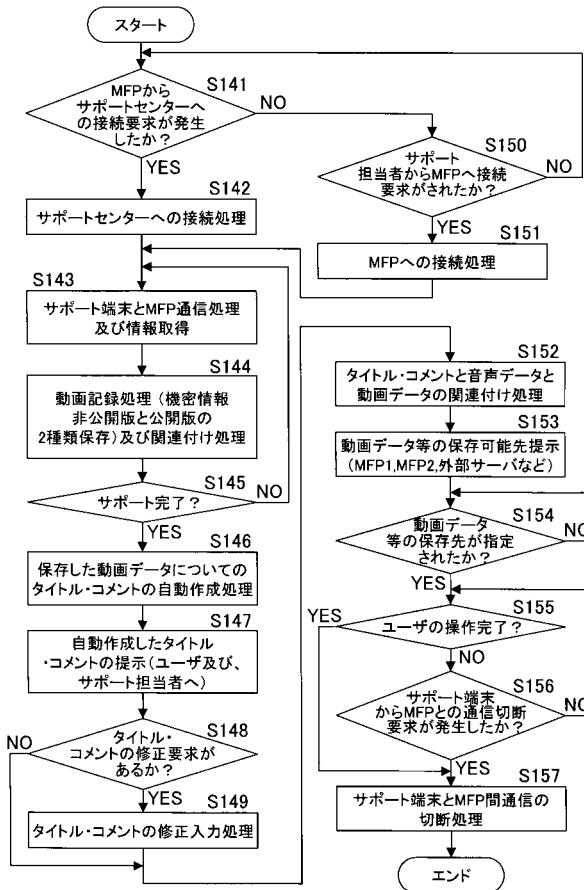 スタート
S141
MFPから
サポートセンターへ
の接続要求が発生
したか?
NO
YES
S150
サポート
担当者からMFPへ接続
要求がされたか?
NO
YES
S142
サポートセンターへの接続処理
S151
MFPへの接続処理
S143
サポート端末とMFP通信処理
及び情報取得
S144
動画記録処理(機密情報
非公開版と公開版の
2種類保存)及び関連付け処理
S145
サポート完了?
NO
YES
S146
保存した動画データについての
タイトル・コメントの自動作成処理
S147
自動作成したタイトル
・コメントの提示(ユーザ及び、
サポート担当者へ)
S148
NO
タイトル・
コメントの修正要求が
あるか?
YES
S149
タイトル・コメントの修正入力処理
S152
タイトル・コメントと音声データと
動画データの関連付け処理
S153
動画データ等の保存可能先提示
(MFP1,MFP2,外部サーバなど)
S154
動画データ
等の保存先が指定
されたか?
NO
YES
S155
YES
ユーザの操作完了?
NO
S156
サポート端末
からMFPとの通信切断
要求が発生したか?
NO
YES
S157
サポート端末とMFP間通信の
切断処理
エンド